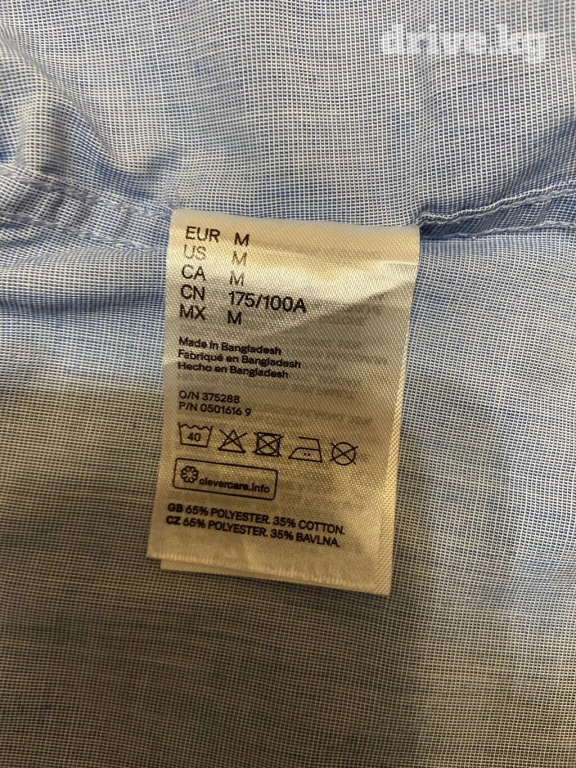 drive.kg
EUR M
US M
CA M
CN 175/100A
MX M
Made in Bangladesh
Fabriqué en Bangladesh
Hecho en Bangladesh
O/N 375288
P/N 0501616 9
40
clevercare.info
GB 65% POLYESTER. 35% COTTON.
CZ 65% POLYESTER. 35% BAVLNA.